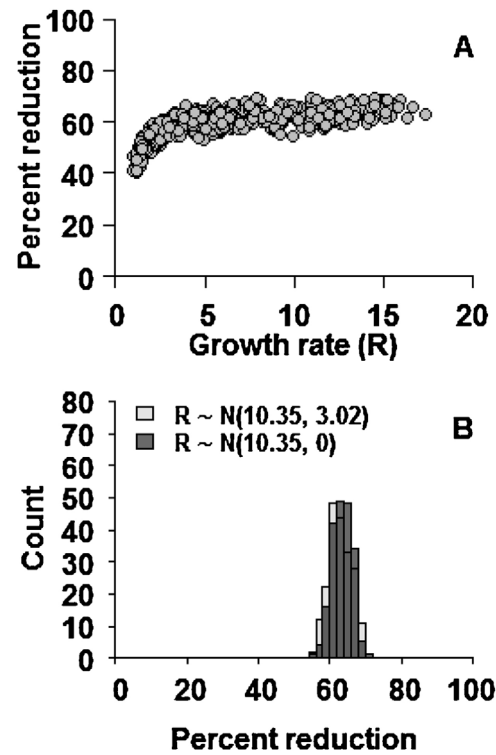 A
Percent reduction
100
80
60
40
20
0
0 5 10 15 20
Growth rate (R)
B
R ~ N(10.35, 3.02)
R ~ N(10.35, 0)
Count
80
70
60
50
40
30
20
10
0
0 20 40 60 80 100
Percent reduction